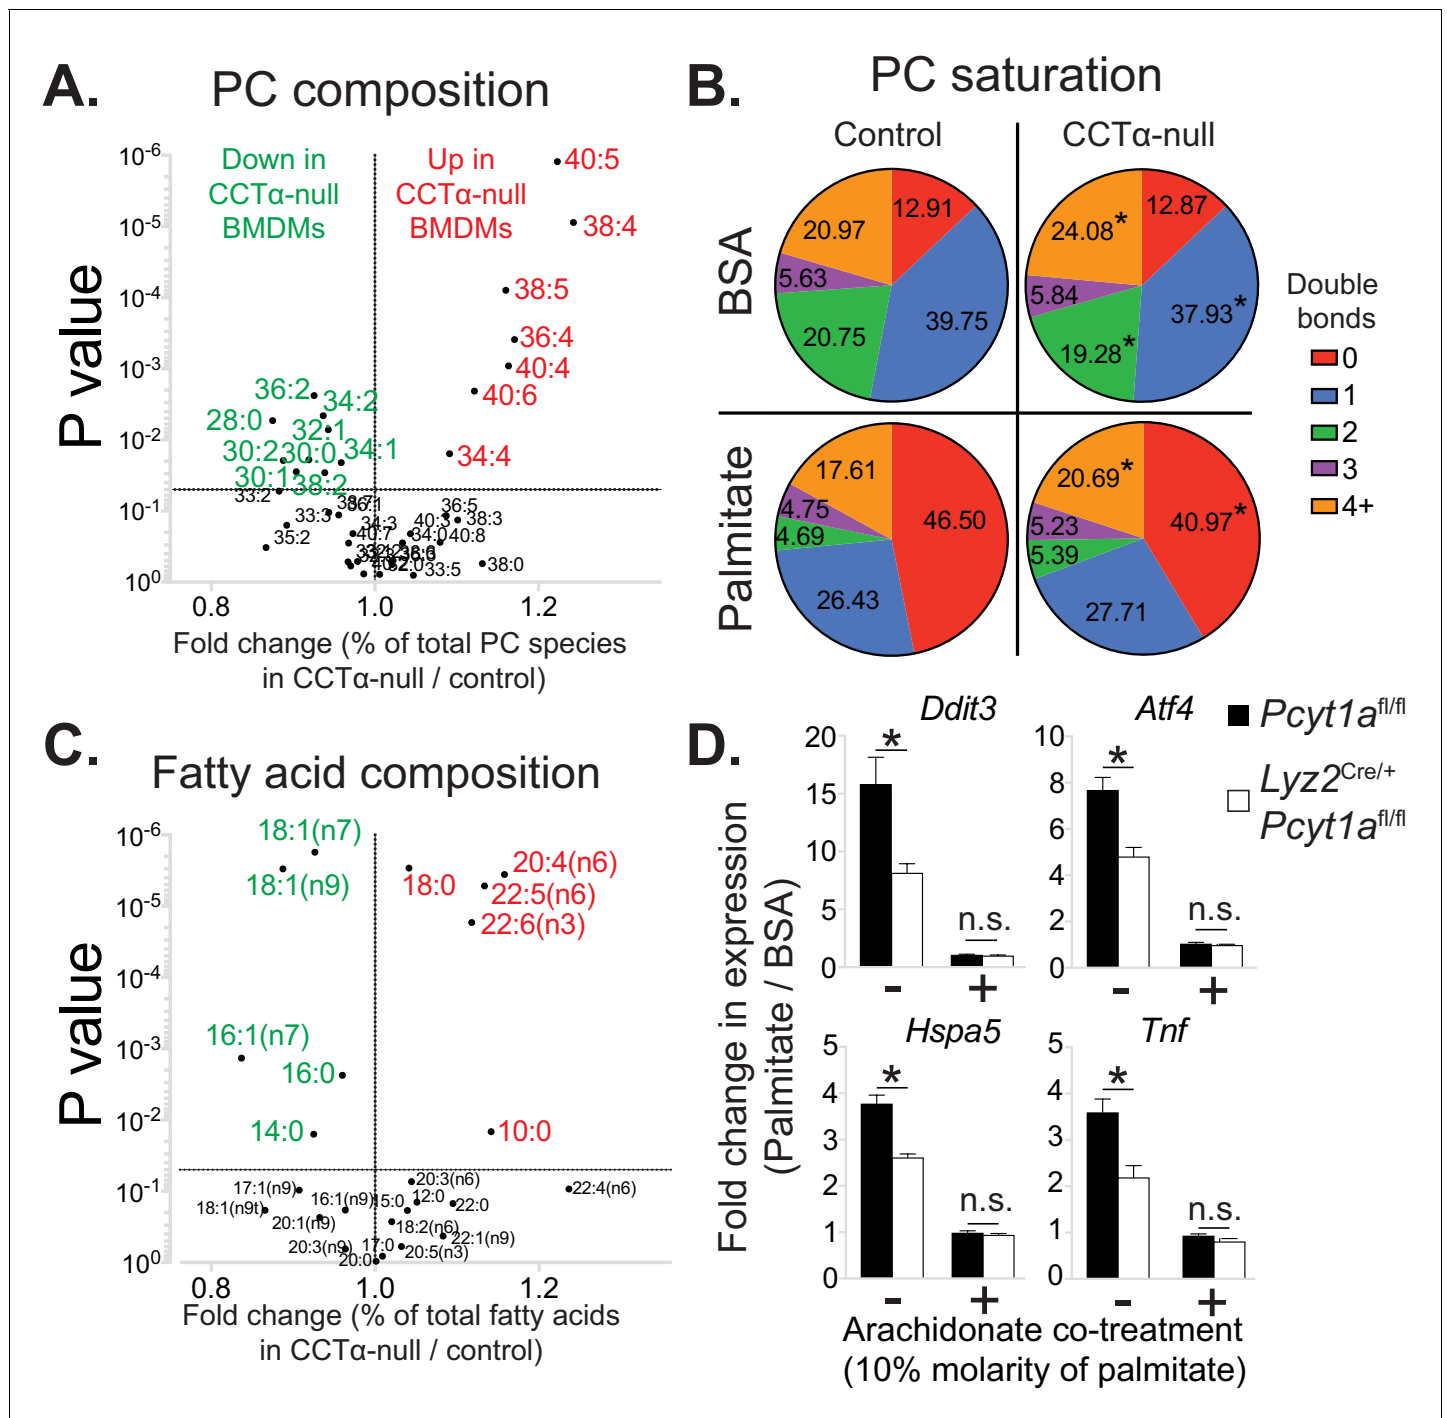 A.
PC composition
Down in
CCTα-null
BMDMs
Up in
CCTα-null
BMDMs
P value
10-6
10-5
10-4
10-3
10-2
10-1
100
40:5
38:4
38:5
36:4
40:4
40:6
34:4
36:2
34:2
28:0
32:1
30:2
30:0
34:1
30:1
38:2
33:2
36:1
36:5
33:3
34:3
40:3
38:3
35:2
40:7
34:0
40:8
32:0
33:5
38:0
0.8
1.0
1.2
Fold change (% of total PC species
in CCTα-null / control)
B.
PC saturation
Control
CCTα-null
BSA
12.91
39.75
20.75
5.63
20.97
12.87
37.93*
19.28*
5.84
24.08*
Palmitate
46.50
26.43
4.69
4.75
17.61
40.97*
27.71
5.39
5.23
20.69*
Double
bonds
0
1
2
3
4+
C.
Fatty acid composition
P value
10-6
10-5
10-4
10-3
10-2
10-1
100
18:1(n7)
18:1(n9)
18:0
20:4(n6)
22:5(n6)
22:6(n3)
16:1(n7)
16:0
14:0
10:0
17:1(n9)
20:3(n6)
22:4(n6)
18:1(n9t)
16:1(n9)
15:0
12:0
22:0
20:1(n9)
18:2(n6)
22:1(n9)
20:3(n9)
17:0
20:5(n3)
20:0
0.8
1.0
1.2
Fold change (% of total fatty acids
in CCTα-null / control)
D.
Fold change in expression
(Palmitate / BSA)
Ddit3
20
15
10
5
0
*
n.s.
- +
Atf4
10
8
6
4
2
0
*
n.s.
- +
Pcyt1afl/fl
Lyz2Cre/+
Pcyt1afl/fl
Hspa5
5
4
3
2
1
0
*
n.s.
- +
Tnf
5
4
3
2
1
0
*
n.s.
- +
Arachidonate co-treatment
(10% molarity of palmitate)